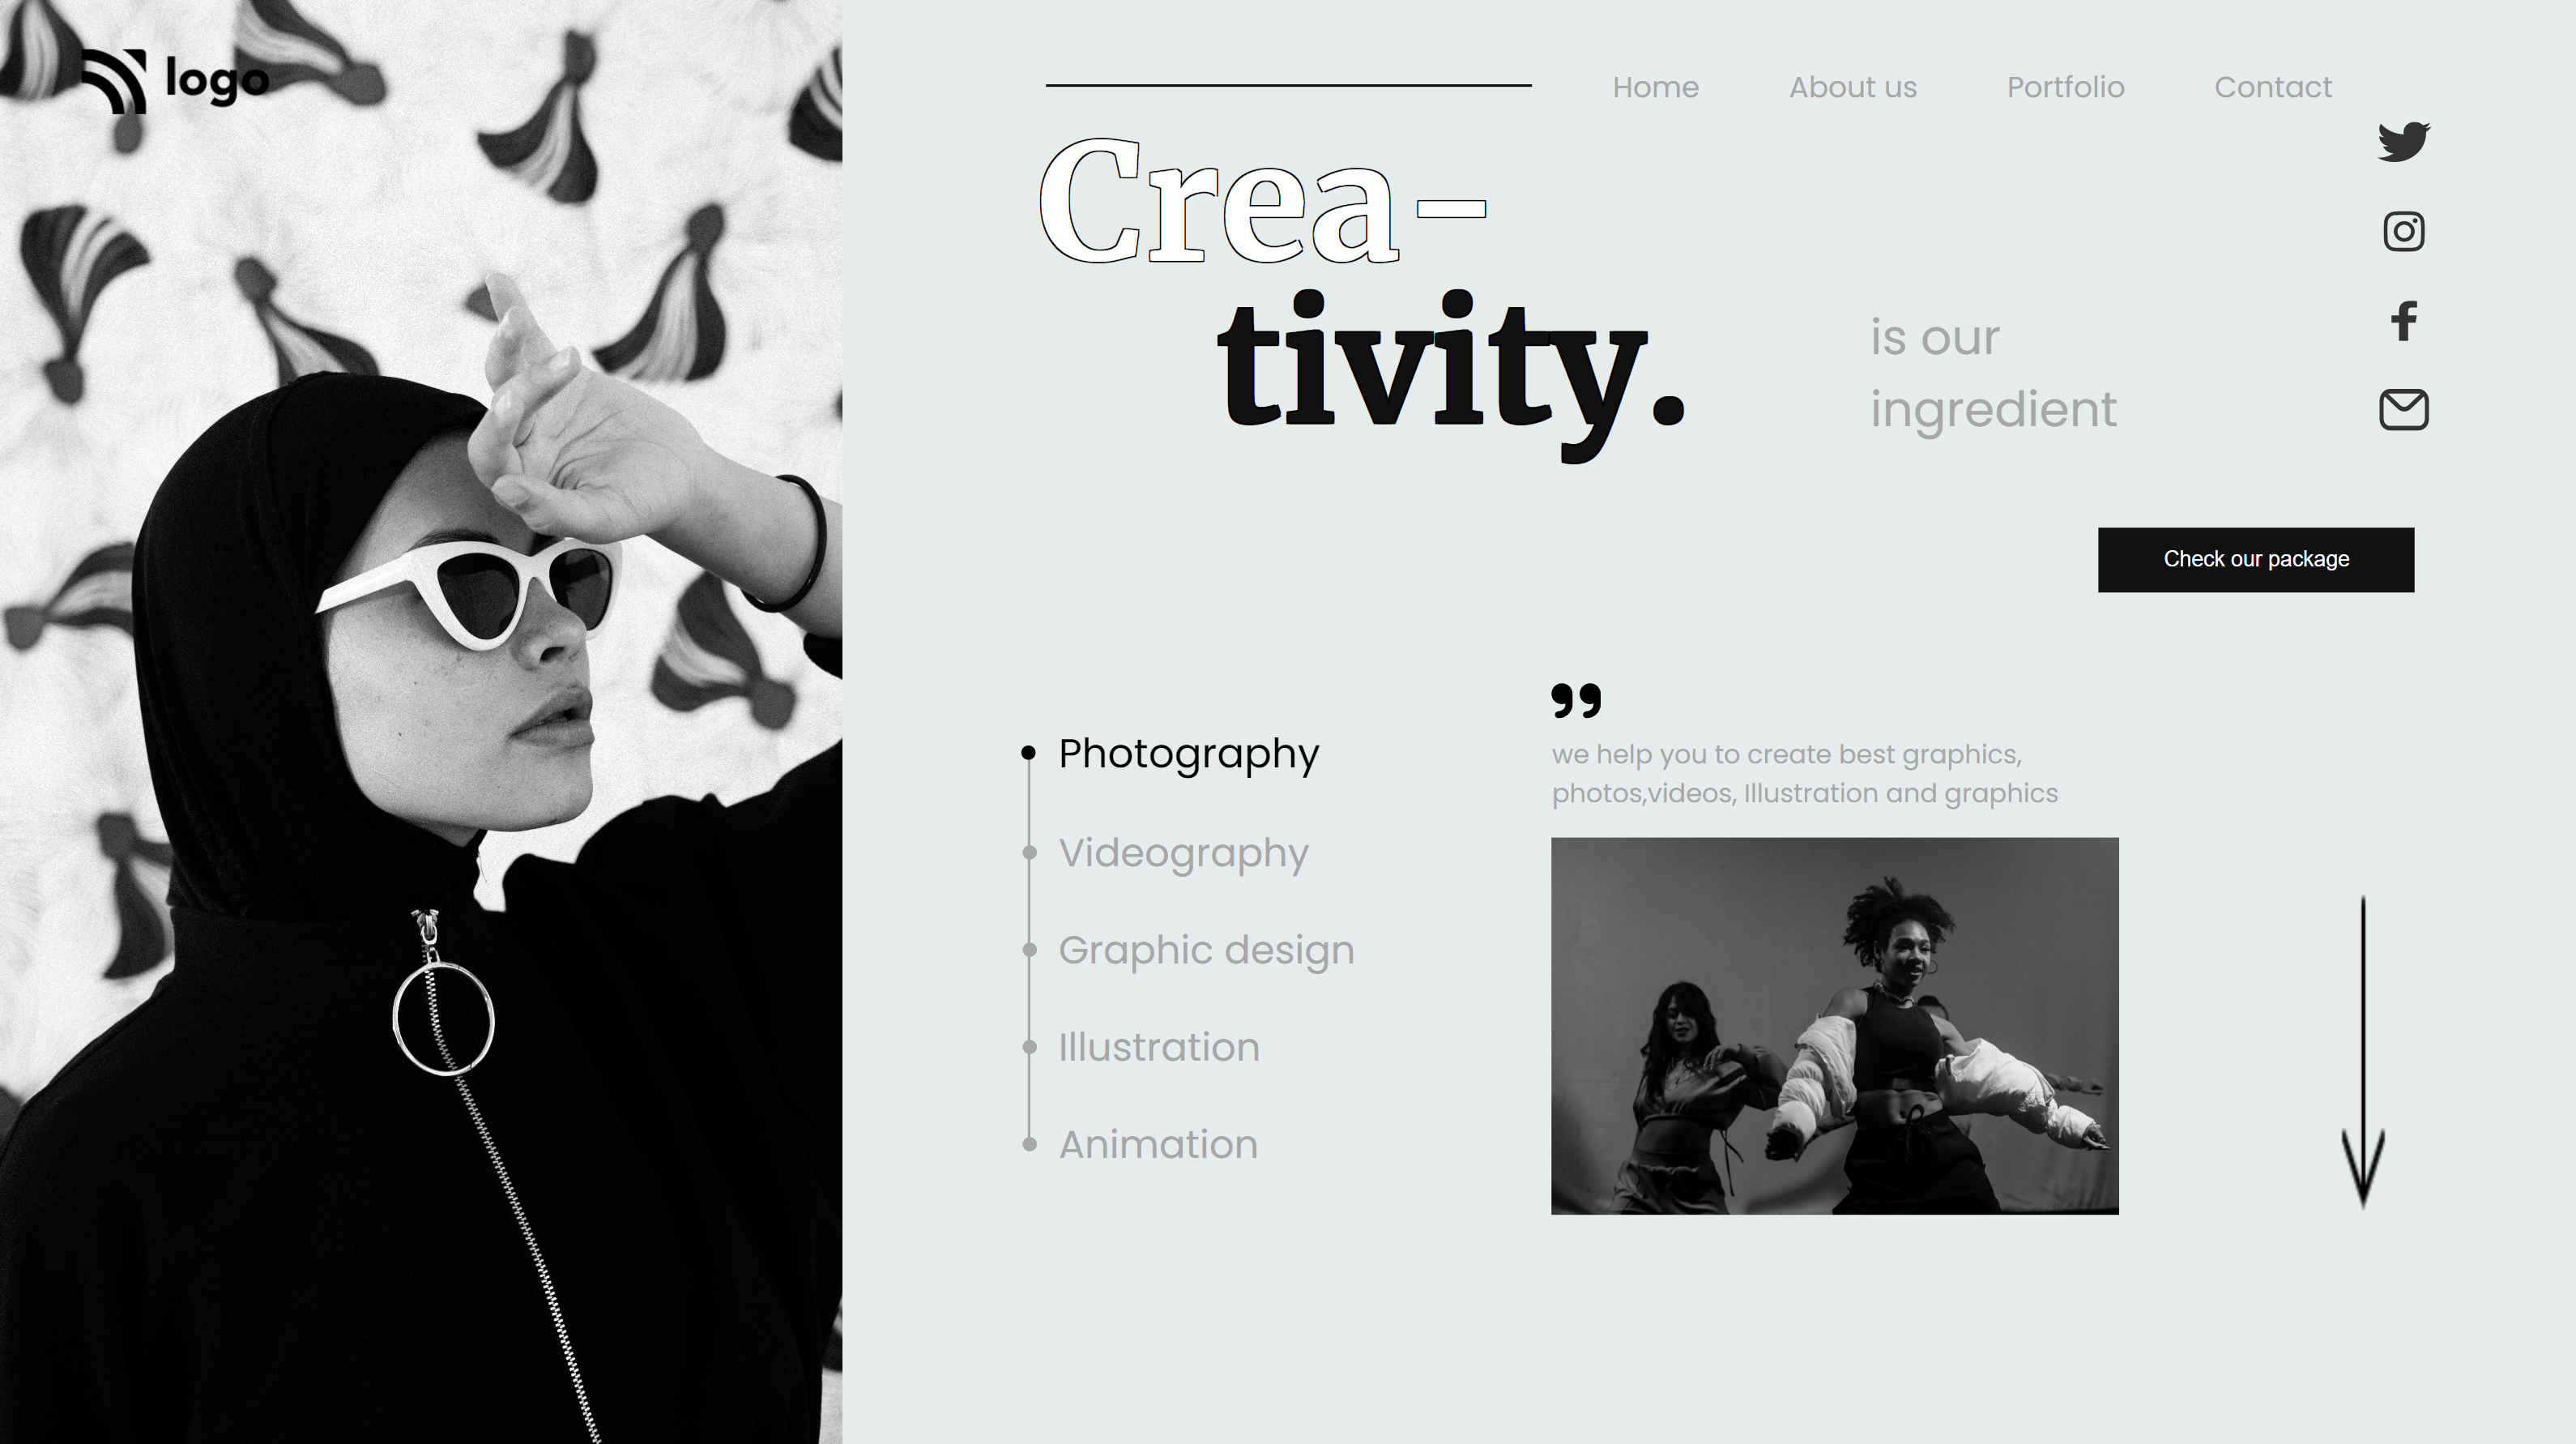 logo
Home About us Portfolio Contact
Crea-
tivity.
is our
ingredient
Check our package
Photography
Videography
Graphic design
Illustration
Animation
”
we help you to create best graphics,
photos,videos, Illustration and graphics